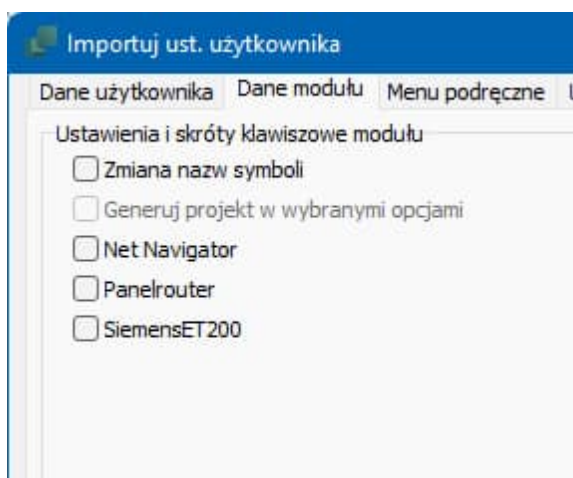 Importuj ust. użytkownika
Dane użytkownika Dane modułu Menu podręczne
Ustawienia i skróty klawiszowe modułu
Zmiana nazw symboli
Generuj projekt w wybranymi opcjami
Net Navigator
Panelrouter
SiemensET200